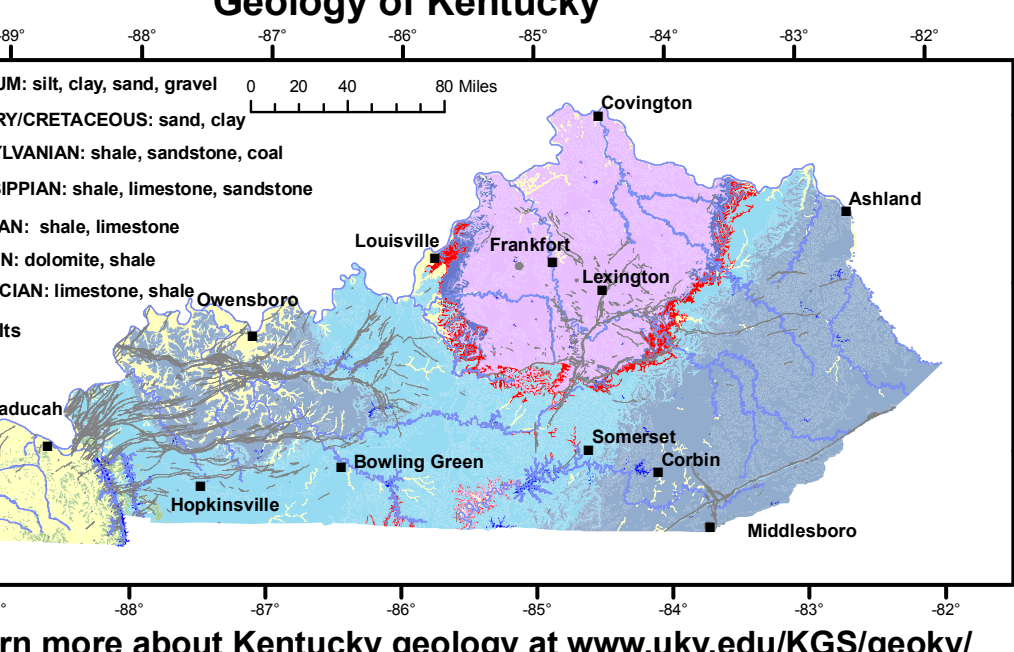 Geology of Kentucky
-89° -88° -87° -86° -85° -84° -83° -82°
UM: silt, clay, sand, gravel
0 20 40 80 Miles
RY/CRETACEOUS: sand, clay
YLVANIAN: shale, sandstone, coal
SIPPIAN: shale, limestone, sandstone
AN: shale, limestone
N: dolomite, shale
CIAN: limestone, shale
lts
Covington
Ashland
Louisville
Frankfort
Lexington
Owensboro
aducah
Somerset
Bowling Green
Corbin
Hopkinsville
Middlesboro
° -88° -87° -86° -85° -84° -83° -82°
rn more about Kentucky geology at www.uky.edu/KGS/geoky/